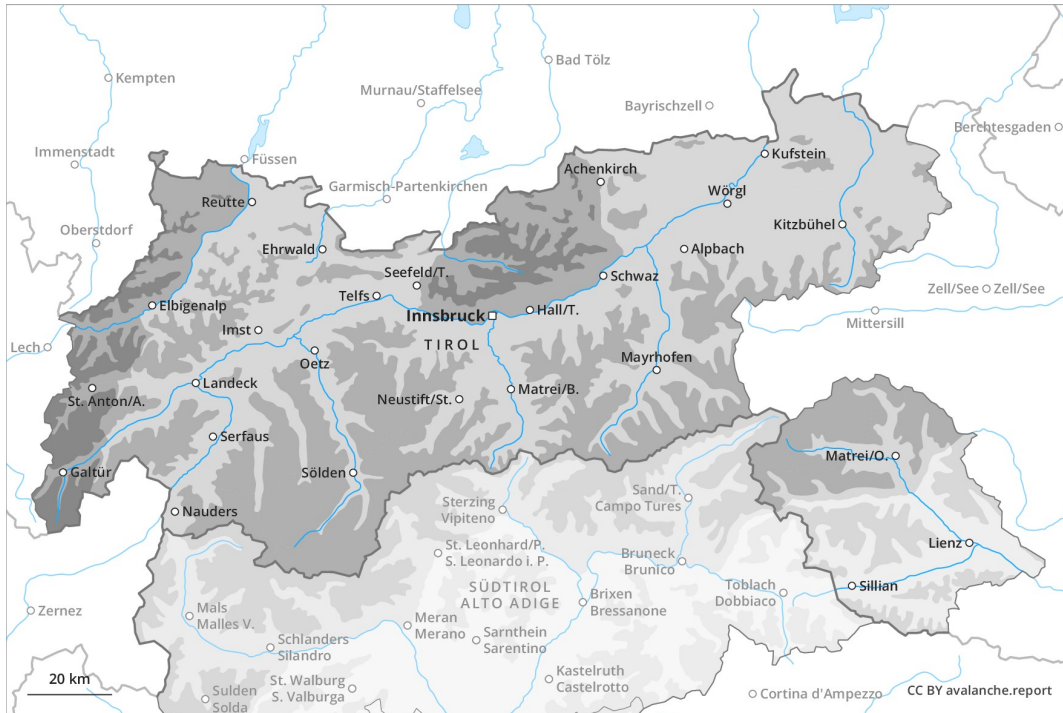 Kempten
Bad Tölz
Murnau/Staffelsee
Bayrischzell
Berchtesgaden
Immenstadt
Füssen
Kufstein
Achenkirch
Garmisch-Partenkirchen
Wörgl
Reutte
Oberstdorf
Kitzbühel
Ehrwald
Alpbach
Seefeld/T.
Schwaz
Zell/See
Zell/See
Telfs
Elbigenalp
Innsbruck
Hall/T.
Mittersill
Imst
Lech
TIROL
Oetz
Mayrhofen
Landeck
Matrei/B.
St. Anton/A.
Neustift/St.
Serfaus
Matrei/O.
Galtür
Sölden
Sand/T.
Campo Tures
Sterzing
Vipiteno
Nauders
Lienz
St. Leonhard/P.
S. Leonardo i. P.
Bruneck
Brunico
SÜDTIROL
ALTO ADIGE
Sillian
Toblach
Dobbiaco
Brixen
Bressanone
Zernez
Mals
Malles V.
Meran
Merano
Sarnthein
Sarentino
Schlanders
Silandro
Kastelruth
Castelrotto
St. Walburg
S. Valburga
20 km
Sulden
Solda
Cortina d'Ampezzo
CC BY avalanche.report